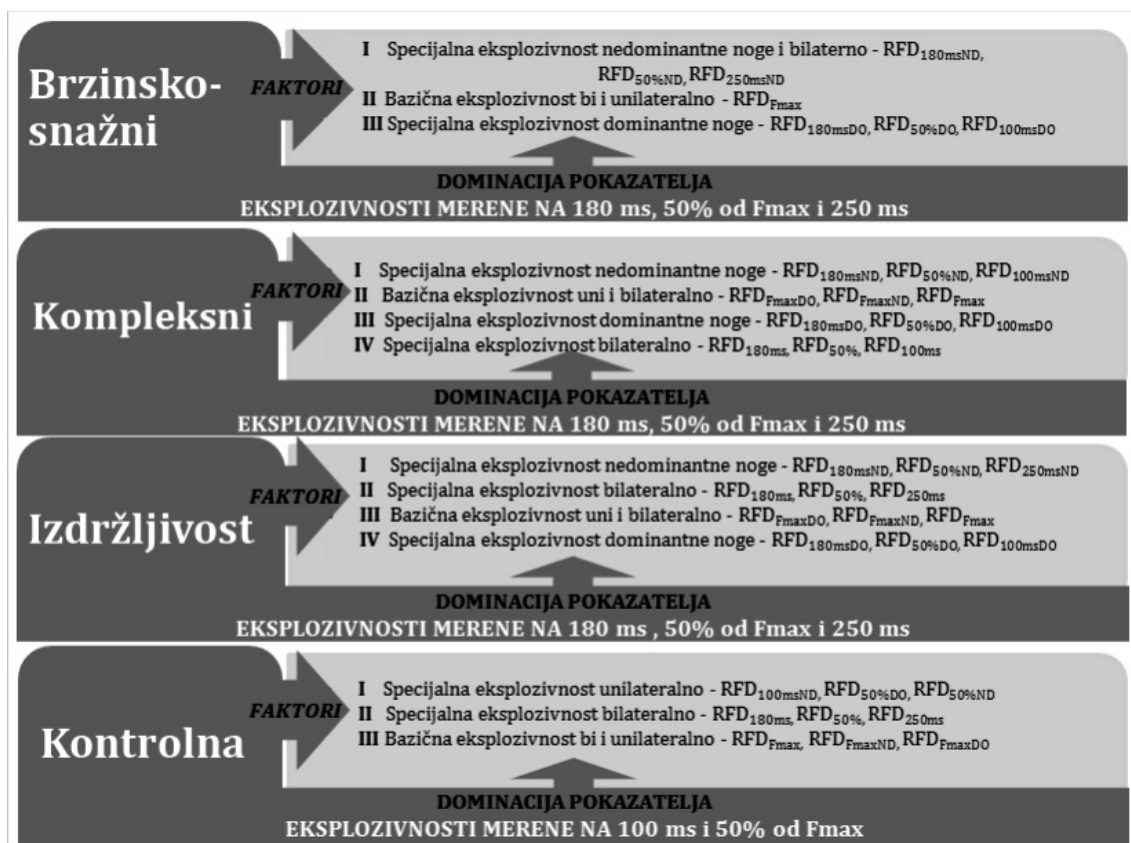 Brzinsko-
snažni
FAKTORI
I Specijalna eksplozivnost nedominantne noge i bilaterno - RFD180msND,
RFD50%ND, RFD250msND
II Bazična eksplozivnost bi i unilateralno - RFDFmax
III Specijalna eksplozivnost dominantne noge - RFD180msDO, RFD50%DO, RFD100msDO
DOMINACIJA POKAZATELJA
EKSPLOZIVNOSTI MERENE NA 180 ms, 50% od Fmax i 250 ms
Kompleksni
FAKTORI
I Specijalna eksplozivnost nedominantne noge - RFD180msND, RFD50%ND, RFD100msND
II Bazična eksplozivnost uni i bilateralno - RFDFmaxDO, RFDFmaxND, RFDFmax
III Specijalna eksplozivnost dominantne noge - RFD180msDO, RFD50%DO, RFD100msDO
IV Specijalna eksplozivnost bilateralno - RFD180ms, RFD50%, RFD100ms
DOMINACIJA POKAZATELJA
EKSPLOZIVNOSTI MERENE NA 180 ms, 50% od Fmax i 250 ms
Izdržljivost
FAKTORI
I Specijalna eksplozivnost nedominantne noge - RFD180msND, RFD50%ND, RFD250msND
II Specijalna eksplozivnost bilateralno - RFD180ms, RFD50%, RFD250ms
III Bazična eksplozivnost uni i bilateralno - RFDFmaxDO, RFDFmaxND, RFDFmax
IV Specijalna eksplozivnost dominantne noge - RFD180msDO, RFD50%DO, RFD100msDO
DOMINACIJA POKAZATELJA
EKSPLOZIVNOSTI MERENE NA 180 ms , 50% od Fmax i 250 ms
Kontrolna
FAKTORI
I Specijalna eksplozivnost unilateralno - RFD100msND, RFD50%DO, RFD50%ND
II Specijalna eksplozivnost bilateralno - RFD180ms, RFD50%, RFD250ms
III Bazična eksplozivnost bi i unilateralno - RFDFmax, RFDFmaxND, RFDFmaxDO
DOMINACIJA POKAZATELJA
EKSPLOZIVNOSTI MERENE NA 100 ms i 50% od Fmax